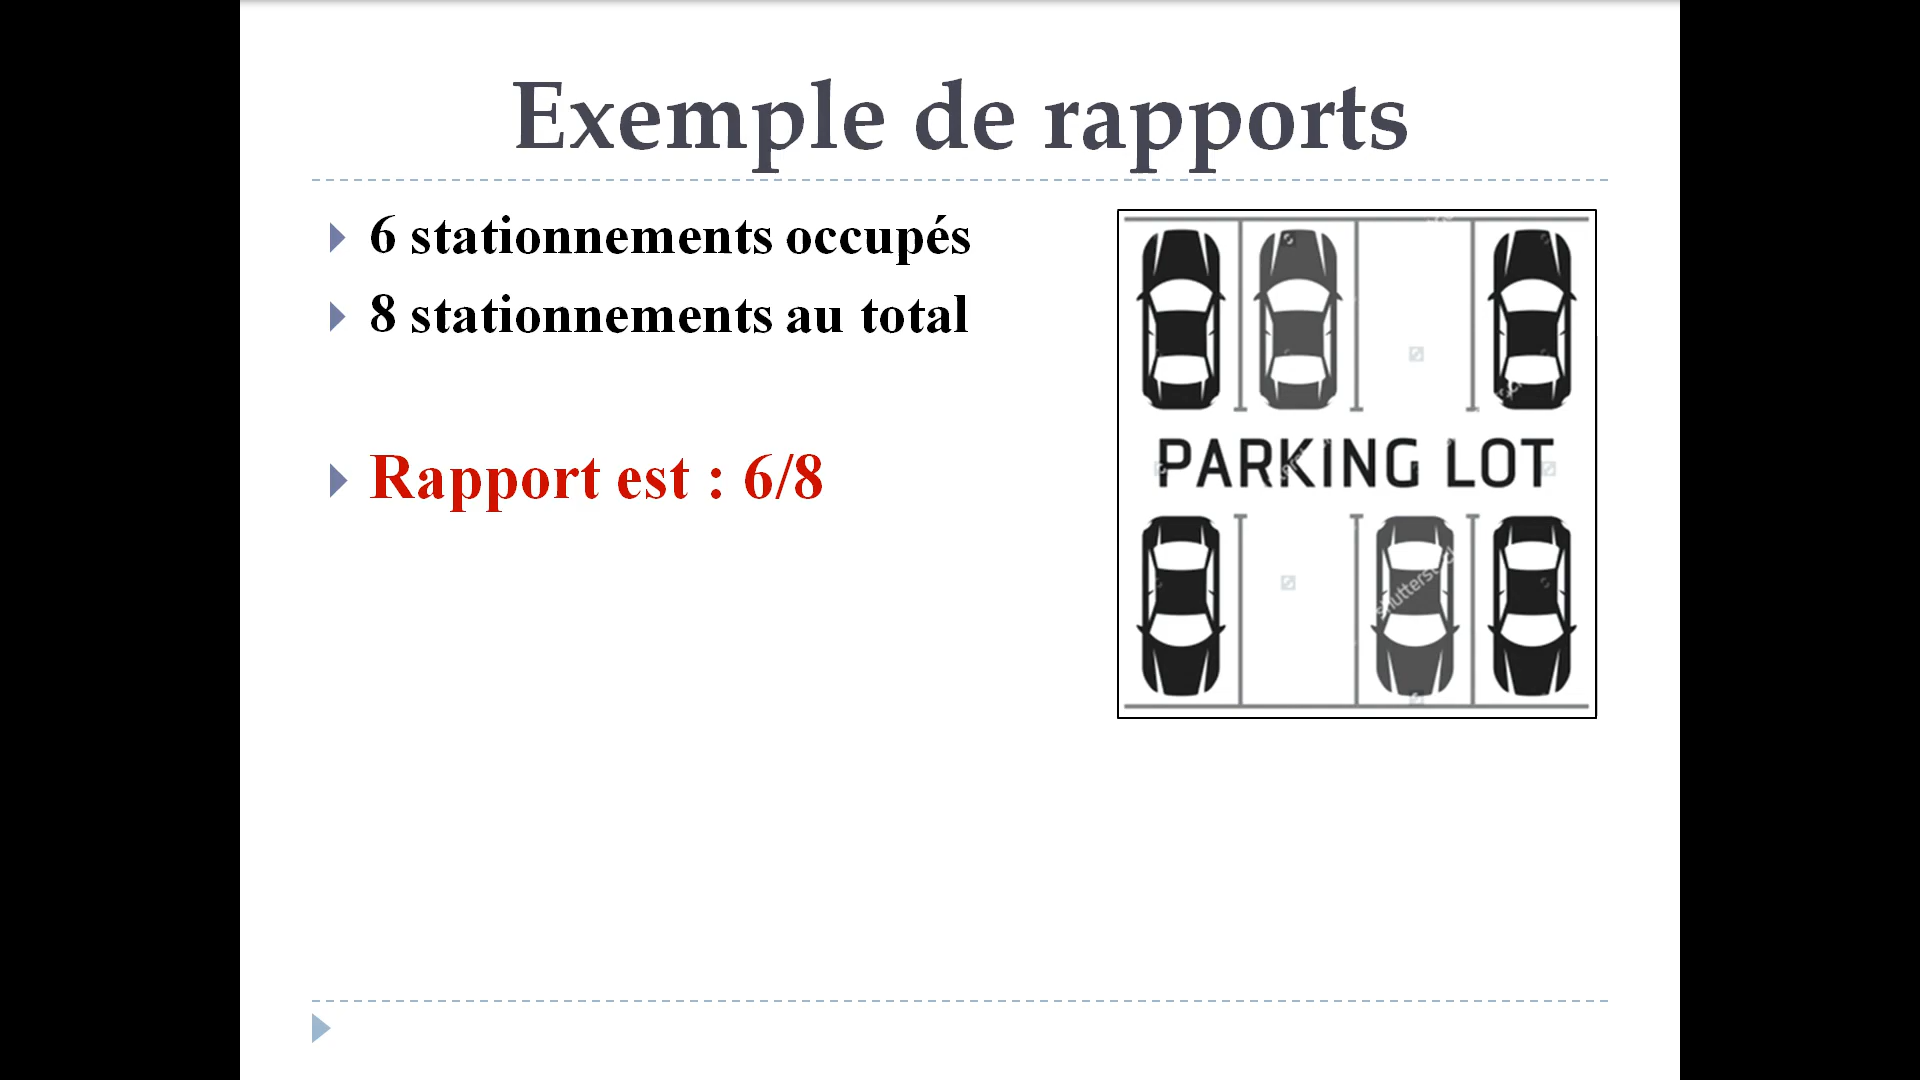 Exemple de rapports
6 stationnements occupés
8 stationnements au total
Rapport est : 6/8
PARKING LOT